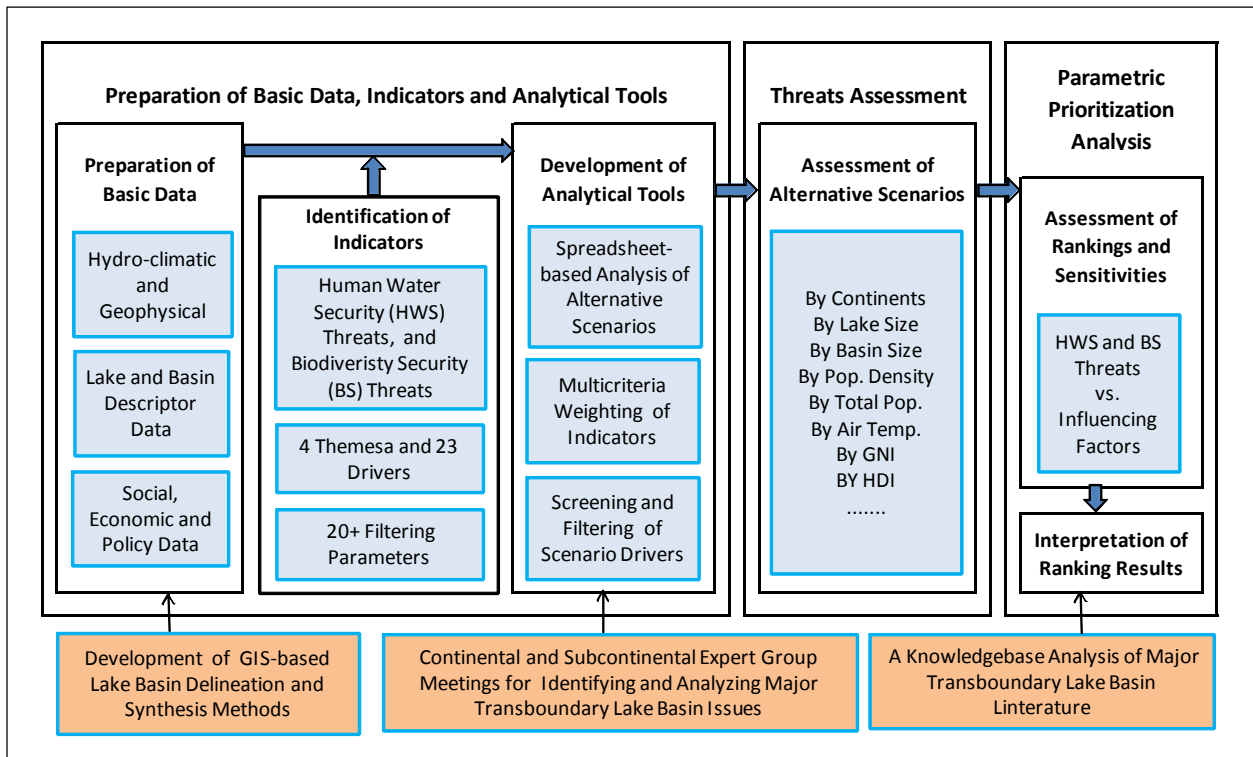 Preparation of Basic Data, Indicators and Analytical Tools
Preparation of
Basic Data
Hydro-climatic
and
Geophysical
Lake and Basin
Descriptor
Data
Social,
Economic and
Policy Data
Identification of
Indicators
Human Water
Security (HWS)
Threats, and
Biodiveristy Security
(BS) Threats
4 Themesa and 23
Drivers
20+ Filtering
Parameters
Development of
Analytical Tools
Spreadsheet-
based Analysis of
Alternative
Scenarios
Multicriteria
Weighting of
Indicators
Screening and
Filtering of
Scenario Drivers
Threats Assessment
Assessment of
Alternative Scenarios
By Continents
By Lake Size
By Basin Size
By Pop. Density
By Total Pop.
By Air Temp.
By GNI
BY HDI
.......
Parametric
Prioritization
Analysis
Assessment of
Rankings and
Sensitivities
HWS and BS
Threats
vs.
Influencing
Factors
Interpretation of
Ranking Results
Development of GIS-based
Lake Basin Delineation and
Synthesis Methods
Continental and Subcontinental Expert Group
Meetings for Identifying and Analyzing Major
Transboundary Lake Basin Issues
A Knowledgebase Analysis of Major
Transboundary Lake Basin
Linterature